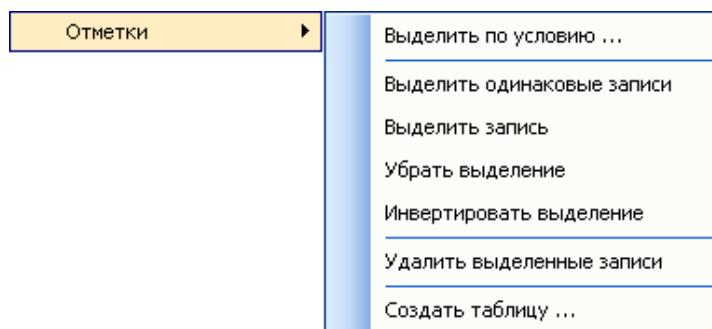 Отметки
Выделить по условию ...
Выделить одинаковые записи
Выделить запись
Убрать выделение
Инвертировать выделение
Удалить выделенные записи
Создать таблицу ...